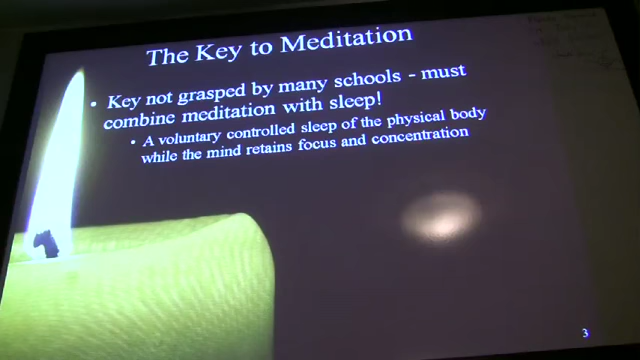 The Key to Meditation
• Key not grasped by many schools - must
combine meditation with sleep!
• A voluntary controlled sleep of the physical body
while the mind retains focus and concentration
3